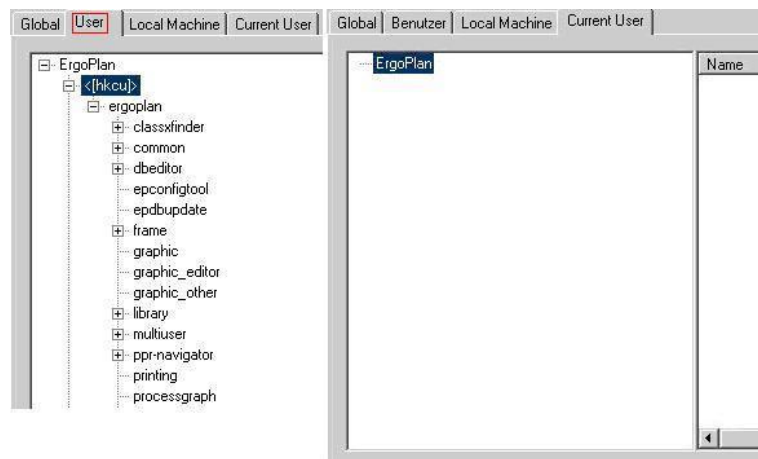 Global User Local Machine Current User
ErgoPlan
<[hkcu]>
ergoplan
classxfinder
common
dbeditor
epconfigtool
epdbupdate
frame
graphic
graphic_editor
graphic_other
library
multiuser
ppr-navigator
printing
processgraph
Global Benutzer Local Machine Current User
ErgoPlan
Name